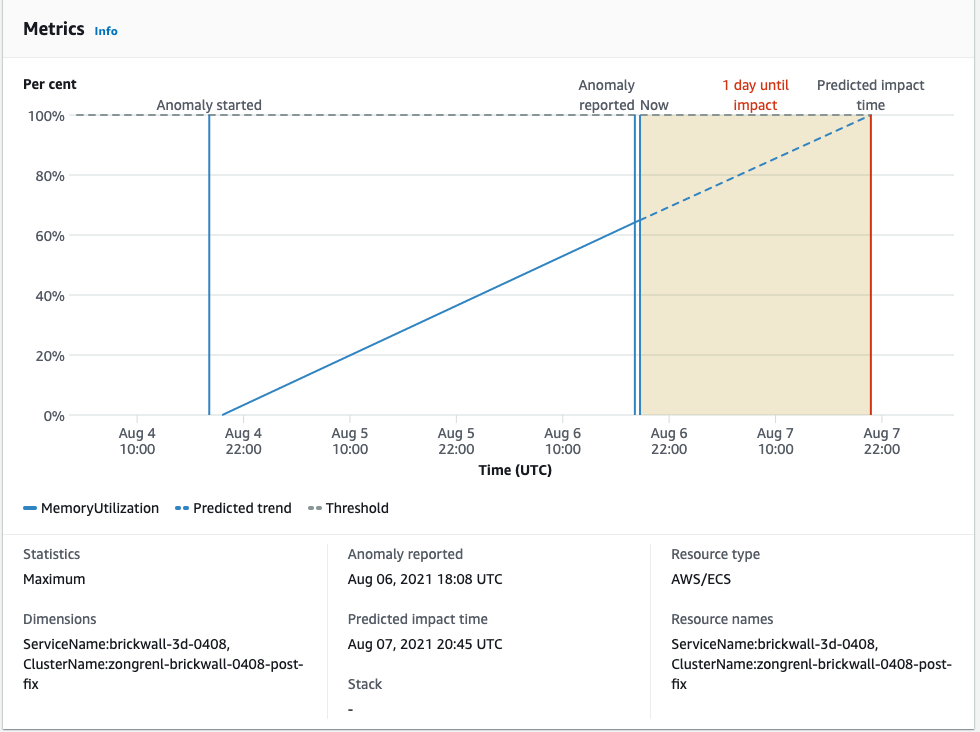 Metrics Info
Per cent
Anomaly started
Anomaly
reported
Now
1 day until
impact
Predicted impact
time
100%
80%
60%
40%
20%
0%
Aug 4
10:00
Aug 4
22:00
Aug 5
10:00
Aug 5
22:00
Aug 6
10:00
Aug 6
22:00
Aug 7
10:00
Aug 7
22:00
Time (UTC)
MemoryUtilization
Predicted trend
Threshold
Statistics
Maximum
Dimensions
ServiceName:brickwall-3d-0408,
ClusterName:zongrenl-brickwall-0408-post-
fix
Anomaly reported
Aug 06, 2021 18:08 UTC
Predicted impact time
Aug 07, 2021 20:45 UTC
Stack
-
Resource type
AWS/ECS
Resource names
ServiceName:brickwall-3d-0408,
ClusterName:zongrenl-brickwall-0408-post-
fix